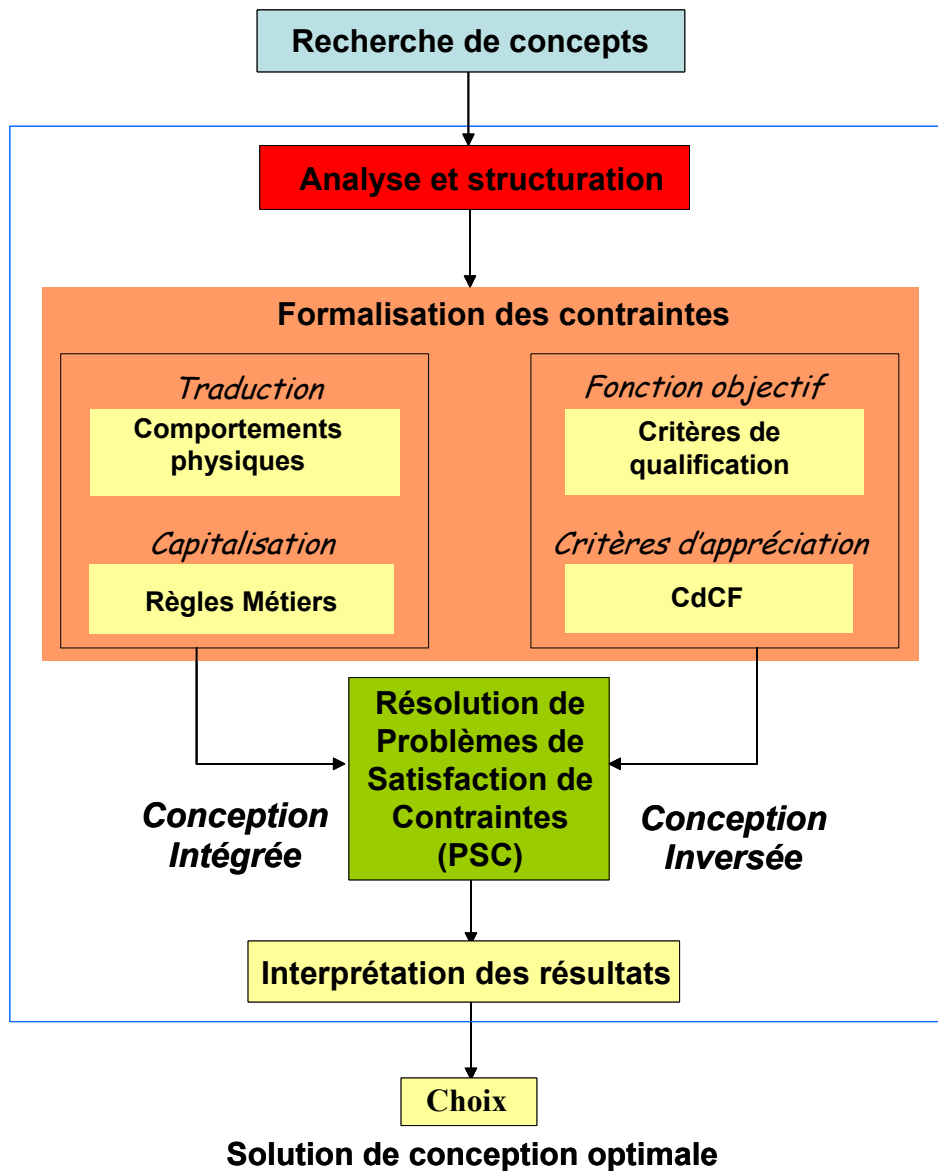 Recherche de concepts
Analyse et structuration
Formalisation des contraintes
Traduction
Comportements
physiques
Capitalisation
Règles Métiers
Fonction objectif
Critères de
qualification
Critères d'appréciation
CdCF
Résolution de
Problèmes de
Satisfaction de
Contraintes
(PSC)
Conception
Intégrée
Conception
Inversée
Interprétation des résultats
Choix
Solution de conception optimale